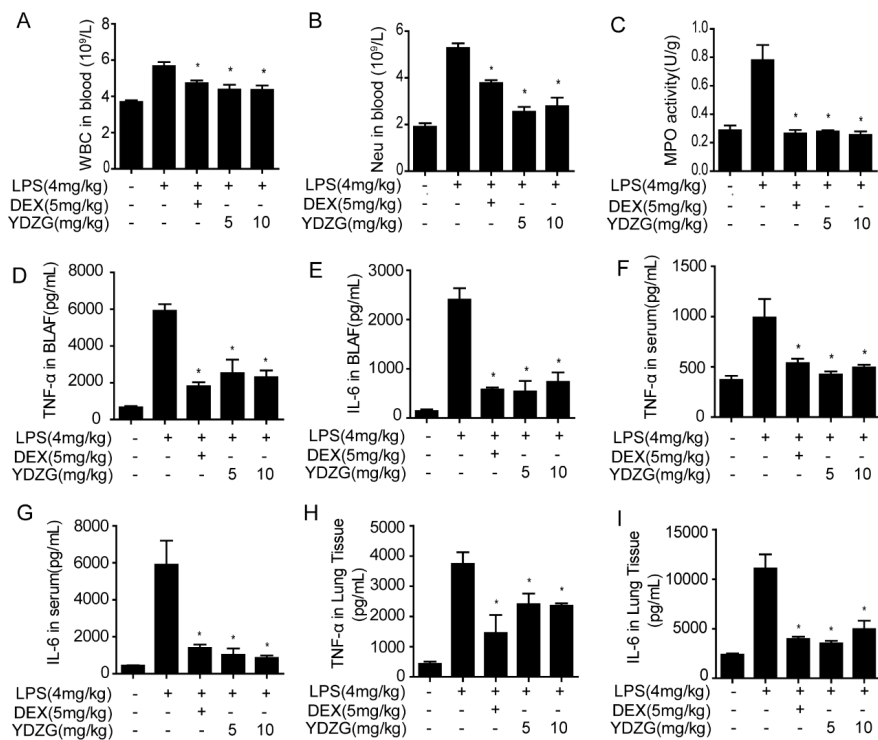 A
WBC in blood (10⁹/L)
8
6
4
2
0
LPS(4mg/kg) - + + + +
DEX(5mg/kg) - - + - -
YDZG(mg/kg) - - - 5 10
B
Neu in blood (10⁹/L)
6
4
2
0
LPS(4mg/kg) - + + + +
DEX(5mg/kg) - - + - -
YDZG(mg/kg) - - - 5 10
C
MPO activity(U/g)
1.0
0.8
0.6
0.4
0.2
0.0
* * *
LPS(4mg/kg) - + + + +
DEX(5mg/kg) - - + - -
YDZG(mg/kg) - - - 5 10
D
TNF-α in BLAF(pg/mL)
8000
6000
4000
2000
0
* * *
LPS(4mg/kg) - + + + +
DEX(5mg/kg) - - + - -
YDZG(mg/kg) - - - 5 10
E
IL-6 in BLAF(pg/mL)
3000
2000
1000
0
* * *
LPS(4mg/kg) - + + + +
DEX(5mg/kg) - - + - -
YDZG(mg/kg) - - - 5 10
F
TNF-α in serum(pg/mL)
1500
1000
500
0
* * *
LPS(4mg/kg) - + + + +
DEX(5mg/kg) - - + - -
YDZG(mg/kg) - - - 5 10
G
IL-6 in serum(pg/mL)
8000
6000
4000
2000
0
* * *
LPS(4mg/kg) - + + + +
DEX(5mg/kg) - - + - -
YDZG(mg/kg) - - - 5 10
H
TNF-α in Lung Tissue
(pg/mL)
5000
4000
3000
2000
1000
0
* * *
LPS(4mg/kg) - + + + +
DEX(5mg/kg) - - + - -
YDZG(mg/kg) - - - 5 10
I
IL-6 in Lung Tissue
(pg/mL)
15000
10000
5000
0
* * *
LPS(4mg/kg) - + + + +
DEX(5mg/kg) - - + - -
YDZG(mg/kg) - - - 5 10